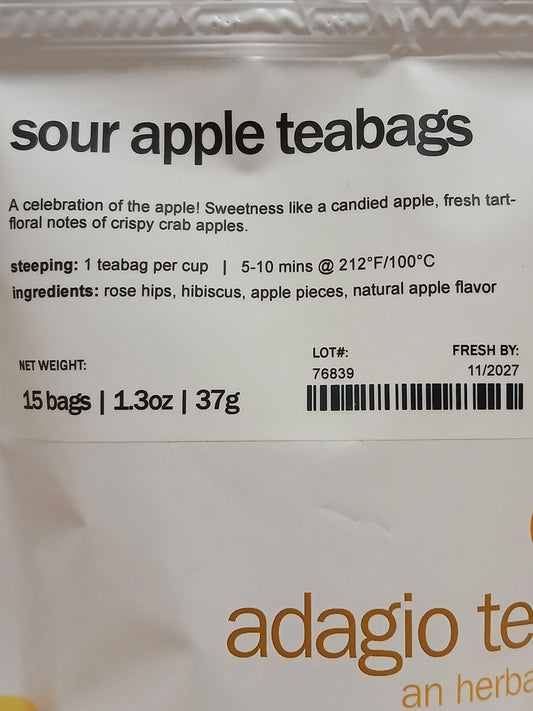 sour apple teabags
A celebration of the apple! Sweetness like a candied apple, fresh tart-
floral notes of crispy crab apples.
steeping: 1 teabag per cup | 5-10 mins @ 212°F/100°C
ingredients: rose hips, hibiscus, apple pieces, natural apple flavor
NET WEIGHT:
15 bags | 1.3oz | 37g
LOT#:
76839
FRESH BY:
11/2027
adagio te
an herba